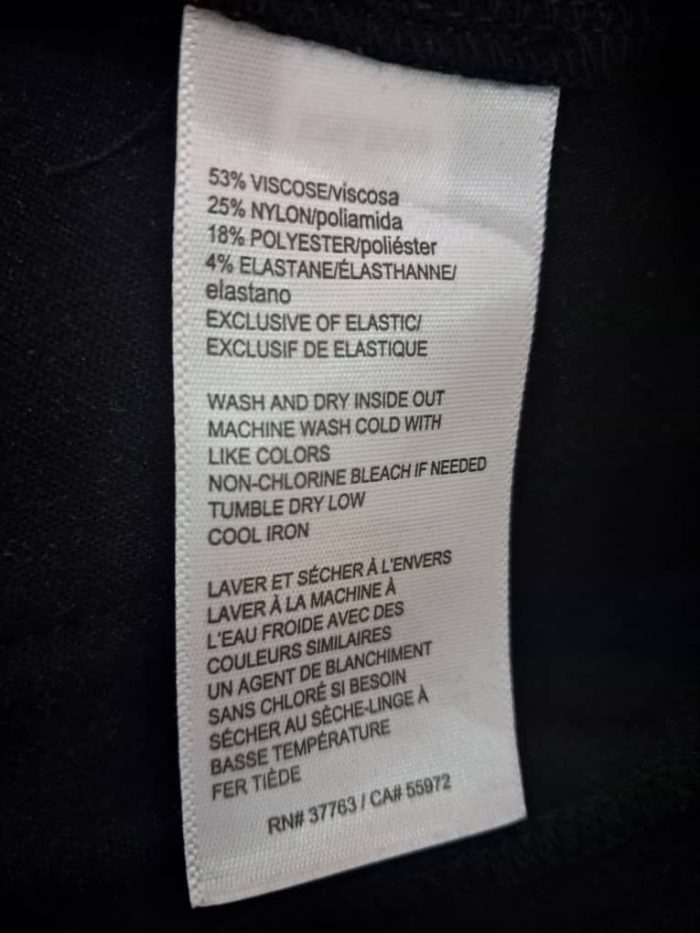 53% VISCOSE/viscosa
25% NYLON/poliamida
18% POLYESTER/poliéster
4% ELASTANE/ÉLASTHANNE/
elastano
EXCLUSIVE OF ELASTIC/
EXCLUSIF DE ELASTIQUE
WASH AND DRY INSIDE OUT
MACHINE WASH COLD WITH
LIKE COLORS
NON-CHLORINE BLEACH IF NEEDED
TUMBLE DRY LOW
COOL IRON
LAVER ET SÉCHER À L'ENVERS
LAVER À LA MACHINE À
L'EAU FROIDE AVEC DES
COULEURS SIMILAIRES
UN AGENT DE BLANCHIMENT
SANS CHLORÉ SI BESOIN
SÉCHER AU SÈCHE-LINGE À
BASSE TEMPÉRATURE
FER TIÈDE
RN# 37763 / CA# 55972